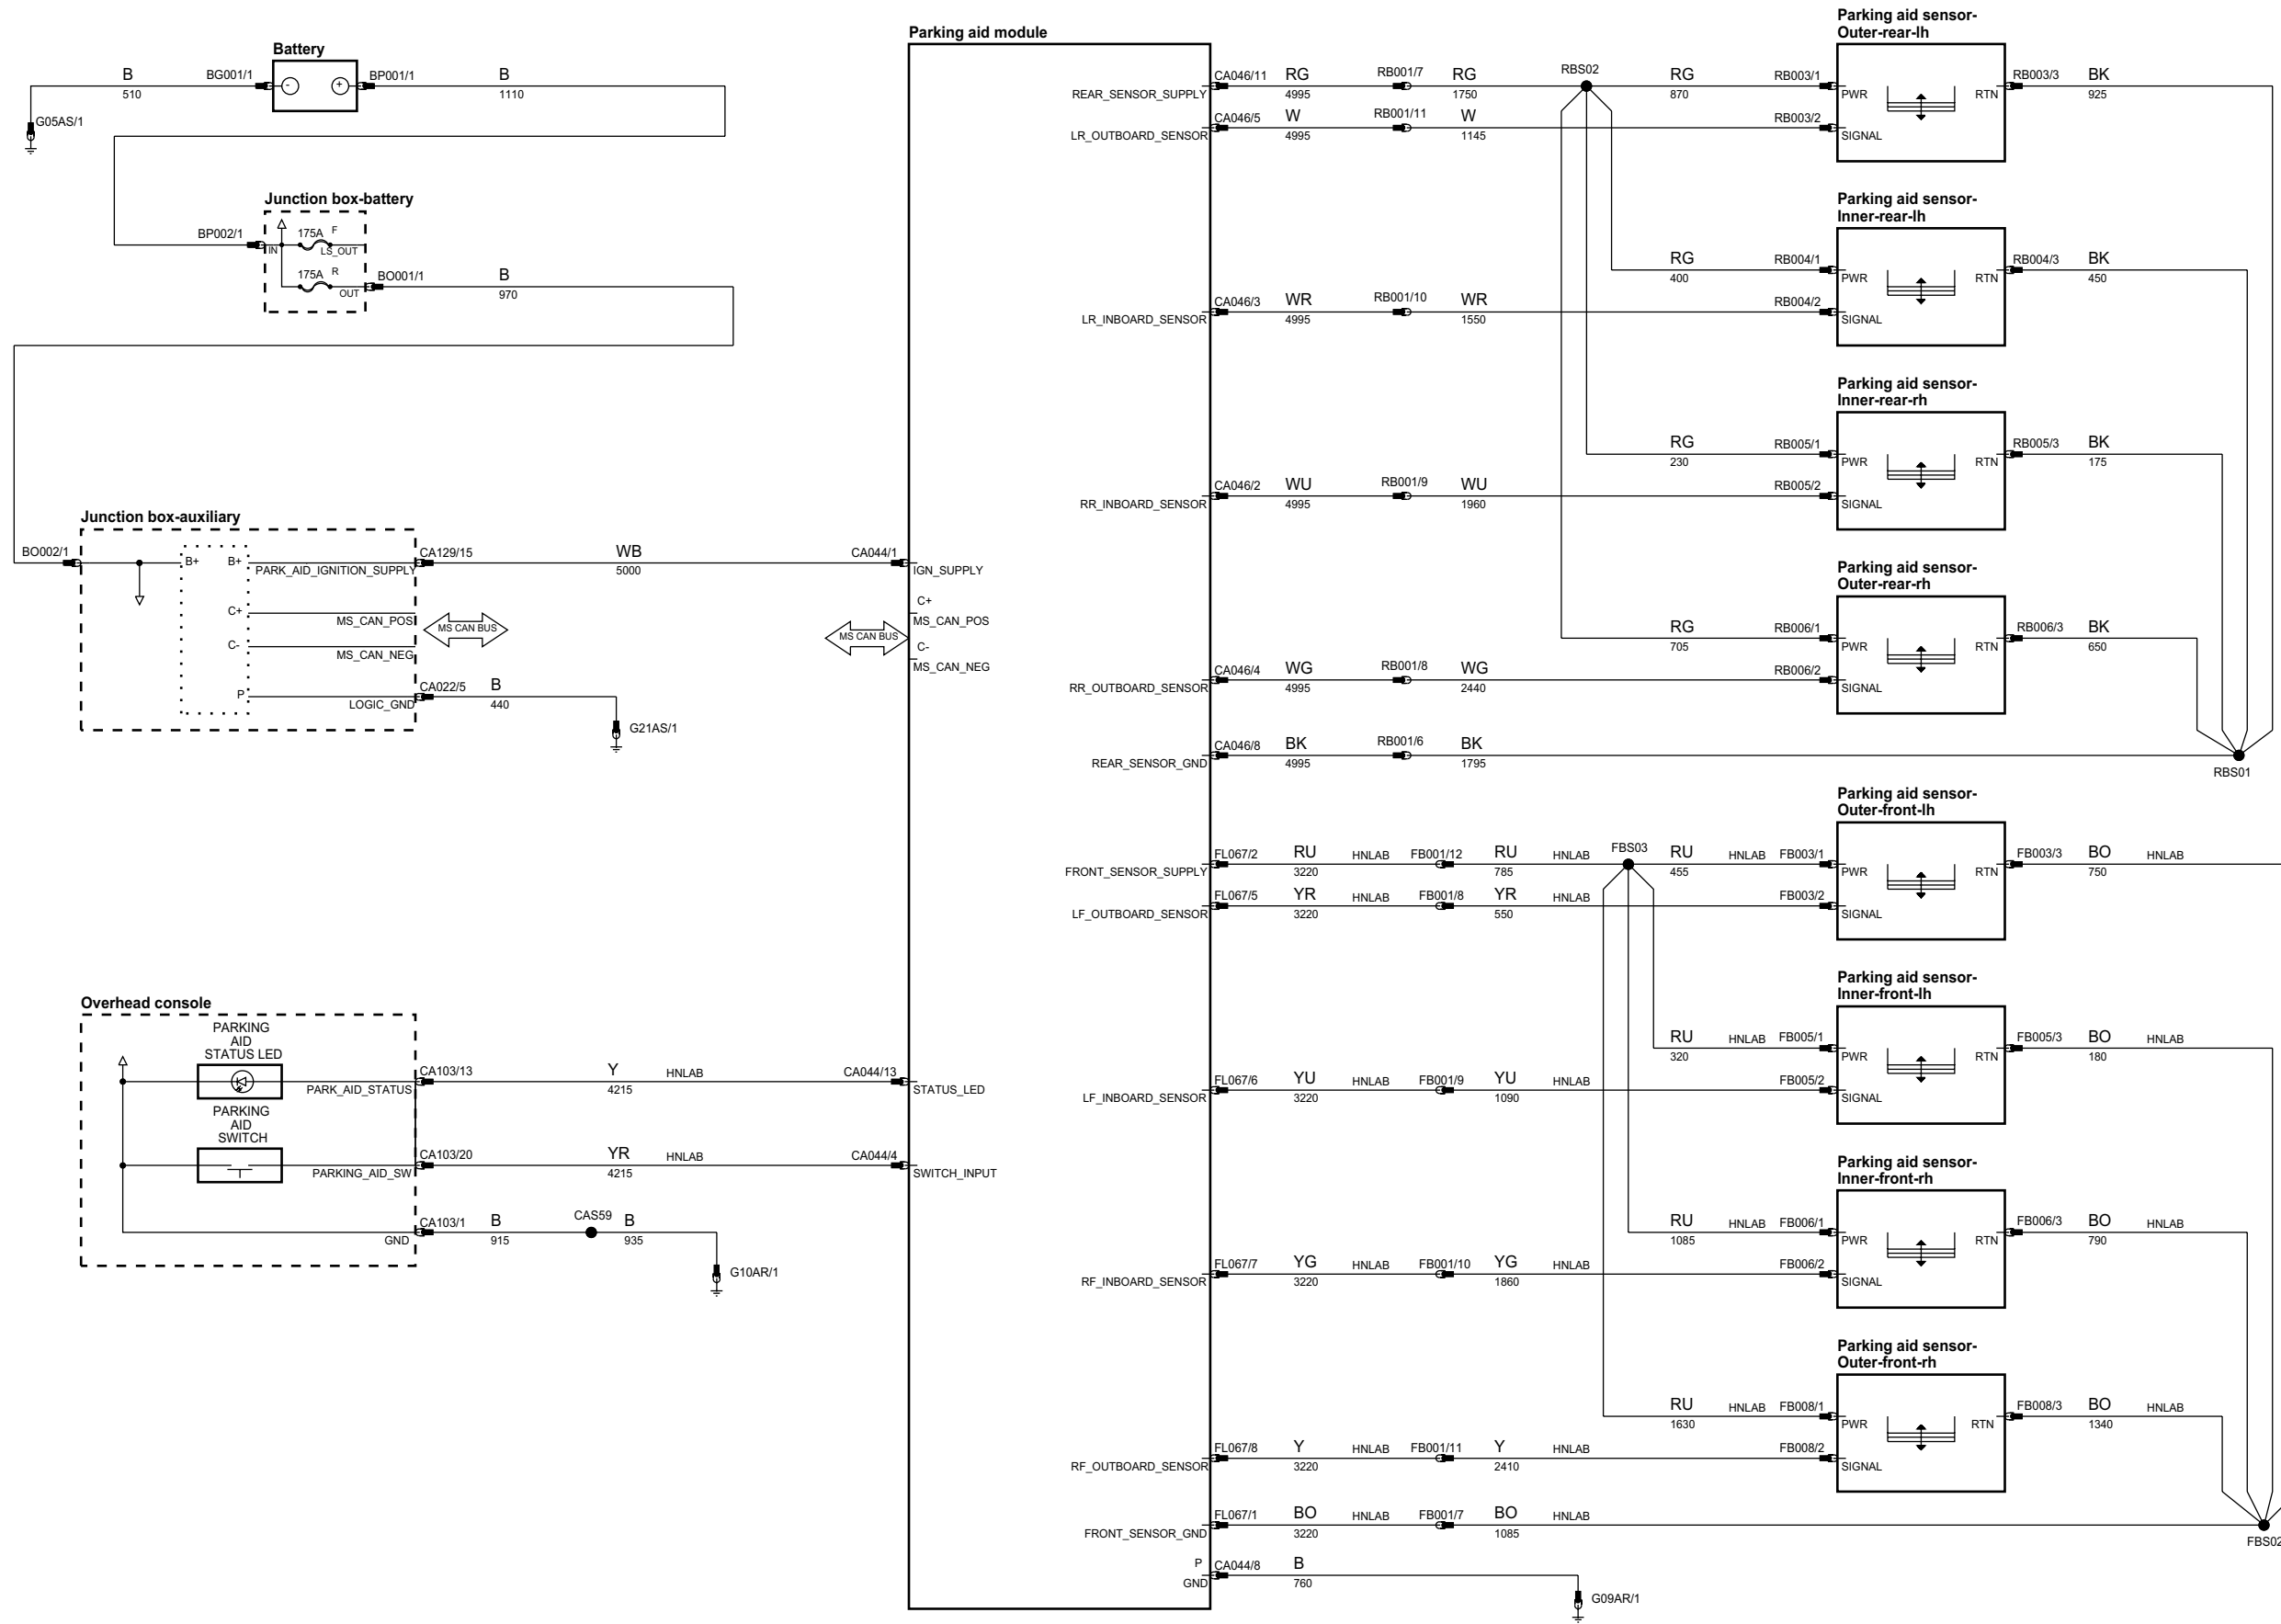 Battery
B
510
BG001/1
-
+
BP001/1
B
1110
G05AS/1
Junction box-battery
BP002/1
IN
175A F
LS_OUT
175A R
OUT
BO001/1
B
970
Junction box-auxiliary
BO002/1
B+
B+
PARK_AID_IGNITION_SUPPLY
CA129/15
WB
5000
CA044/1
C+
MS_CAN_POS
C-
MS_CAN_NEG
MS CAN BUS
P
LOGIC_GND
CA022/5
B
440
G21AS/1
Overhead console
PARKING
AID
STATUS LED
PARK_AID_STATUS
CA103/13
Y
4215
HNLAB
CA044/13
PARKING
AID
SWITCH
PARKING_AID_SW
CA103/20
YR
4215
HNLAB
CA044/4
GND
CA103/1
B
915
CAS59
B
935
G10AR/1
Parking aid module
IGN_SUPPLY
C+
MS_CAN_POS
C-
MS_CAN_NEG
MS CAN BUS
STATUS_LED
SWITCH_INPUT
REAR_SENSOR_SUPPLY
CA046/11
RG
4995
RB001/7
RG
1750
RBS02
RG
870
RB003/1
LR_OUTBOARD_SENSOR
CA046/5
W
4995
RB001/11
W
1145
RB003/2
Parking aid sensor-
Outer-rear-lh
PWR
SIGNAL
RTN
RB003/3
BK
925
Parking aid sensor-
Inner-rear-lh
RG
400
RB004/1
PWR
RTN
RB004/3
BK
450
LR_INBOARD_SENSOR
CA046/3
WR
4995
RB001/10
WR
1550
RB004/2
SIGNAL
Parking aid sensor-
Inner-rear-rh
RG
230
RB005/1
PWR
RTN
RB005/3
BK
175
RR_INBOARD_SENSOR
CA046/2
WU
4995
RB001/9
WU
1960
RB005/2
SIGNAL
Parking aid sensor-
Outer-rear-rh
RG
705
RB006/1
PWR
RTN
RB006/3
BK
650
RR_OUTBOARD_SENSOR
CA046/4
WG
4995
RB001/8
WG
2440
RB006/2
SIGNAL
REAR_SENSOR_GND
CA046/8
BK
4995
RB001/6
BK
1795
RBS01
Parking aid sensor-
Outer-front-lh
FRONT_SENSOR_SUPPLY
FL067/2
RU
3220
HNLAB
FB001/12
RU
785
HNLAB
FBS03
RU
455
HNLAB
FB003/1
PWR
RTN
FB003/3
BO
750
HNLAB
LF_OUTBOARD_SENSOR
FL067/5
YR
3220
HNLAB
FB001/8
YR
550
HNLAB
FB003/2
SIGNAL
Parking aid sensor-
Inner-front-lh
RU
320
HNLAB
FB005/1
PWR
RTN
FB005/3
BO
180
HNLAB
LF_INBOARD_SENSOR
FL067/6
YU
3220
HNLAB
FB001/9
YU
1090
HNLAB
FB005/2
SIGNAL
Parking aid sensor-
Inner-front-rh
RU
1085
HNLAB
FB006/1
PWR
RTN
FB006/3
BO
790
HNLAB
RF_INBOARD_SENSOR
FL067/7
YG
3220
HNLAB
FB001/10
YG
1860
HNLAB
FB006/2
SIGNAL
Parking aid sensor-
Outer-front-rh
RU
1630
HNLAB
FB008/1
PWR
RTN
FB008/3
BO
1340
HNLAB
RF_OUTBOARD_SENSOR
FL067/8
Y
3220
HNLAB
FB001/11
Y
2410
HNLAB
FB008/2
SIGNAL
FRONT_SENSOR_GND
FL067/1
BO
3220
HNLAB
FB001/7
BO
1085
HNLAB
FBS02
P
GND
CA044/8
B
760
G09AR/1